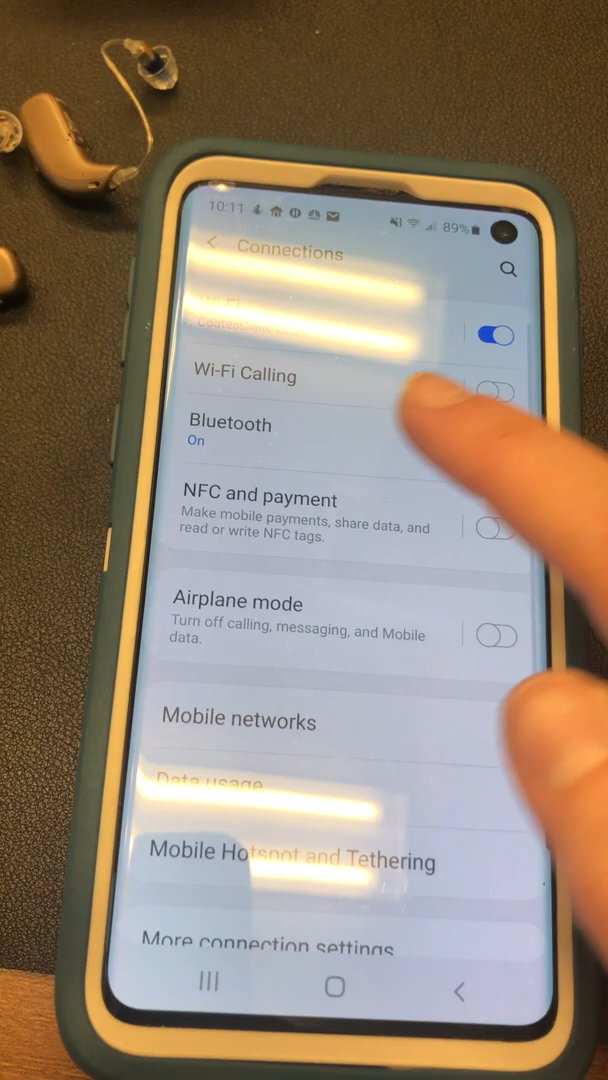 10:11
89%
Connections
Wi-Fi Calling
Bluetooth
On
NFC and payment
Make mobile payments, share data, and
read or write NFC tags.
Airplane mode
Turn off calling, messaging, and Mobile
data.
Mobile networks
Data usage
Mobile Hotspot and Tethering
More connection settings